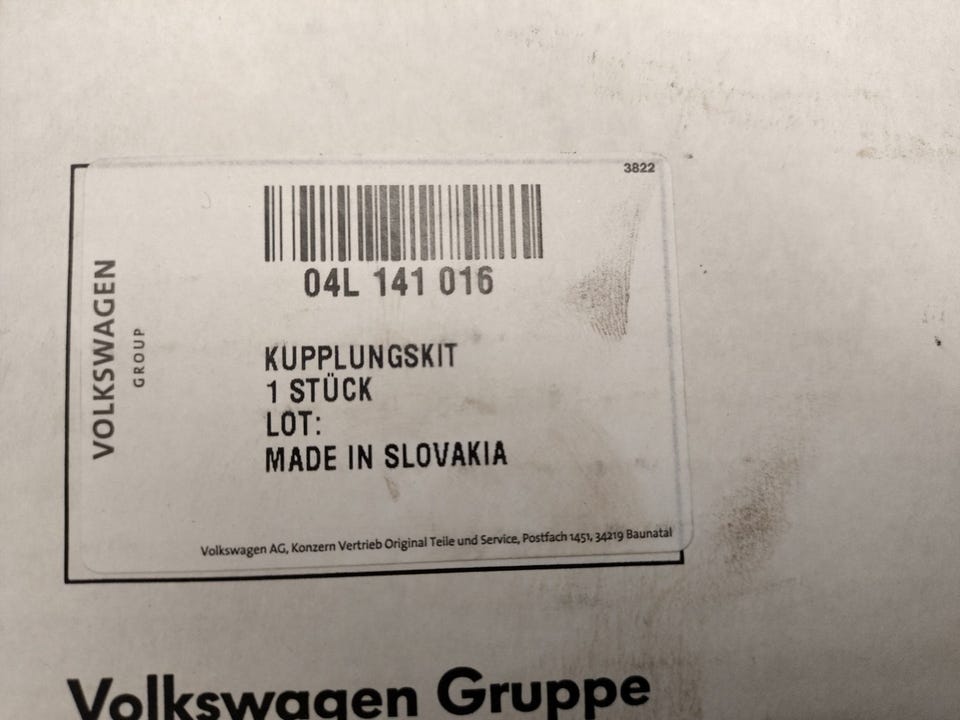 3822
04L 141 016
VOLKSWAGEN
GROUP
KUPPLUNGSKIT
1 STÜCK
LOT:
MADE IN SLOVAKIA
Volkswagen AG, Konzern Vertrieb Original Teile und Service, Postfach 1451, 34219 Baunatal
Volkswagen Gruppe